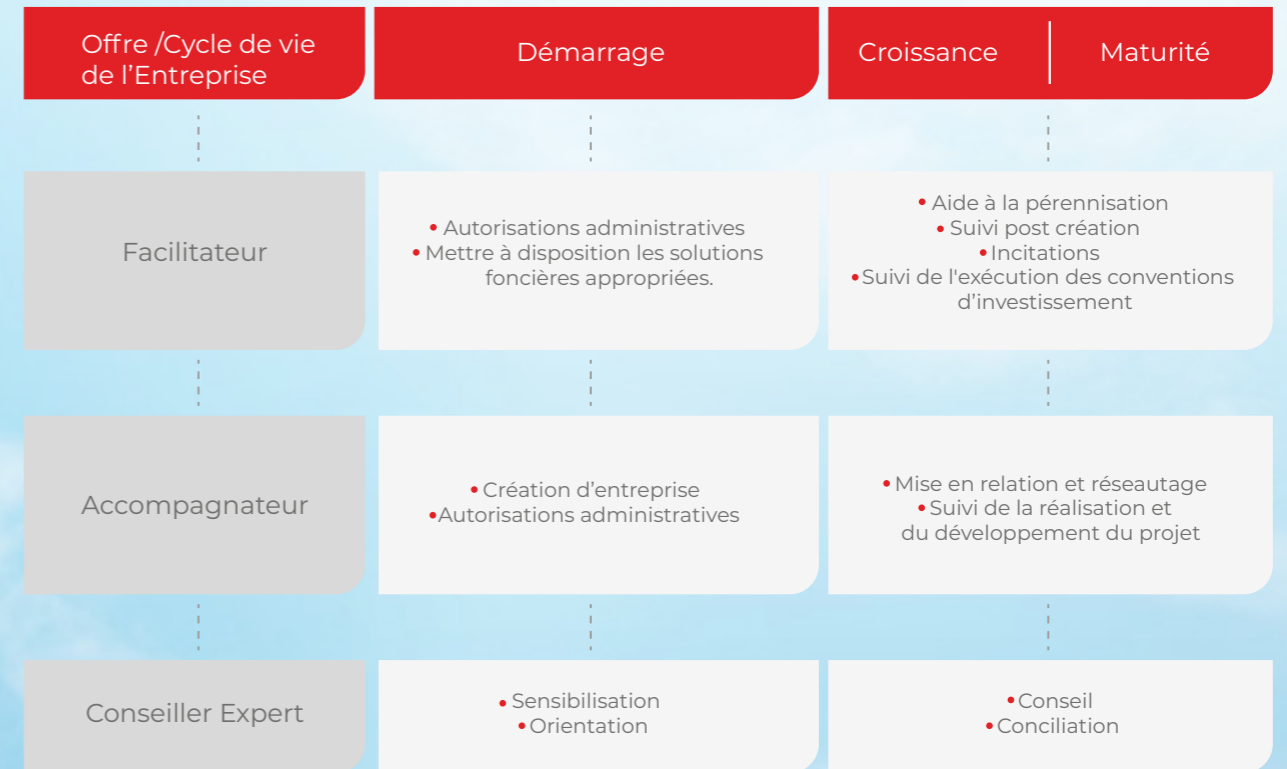 Offre /Cycle de vie
de l'Entreprise
Démarrage
Croissance
Maturité
Facilitateur
• Autorisations administratives
• Mettre à disposition les solutions
foncières appropriées.
• Aide à la pérennisation
• Suivi post création
• Incitations
• Suivi de l'exécution des conventions
d'investissement
Accompagnateur
• Création d'entreprise
• Autorisations administratives
• Mise en relation et réseautage
• Suivi de la réalisation et
du développement du projet
Conseiller Expert
• Sensibilisation
• Orientation
• Conseil
• Conciliation